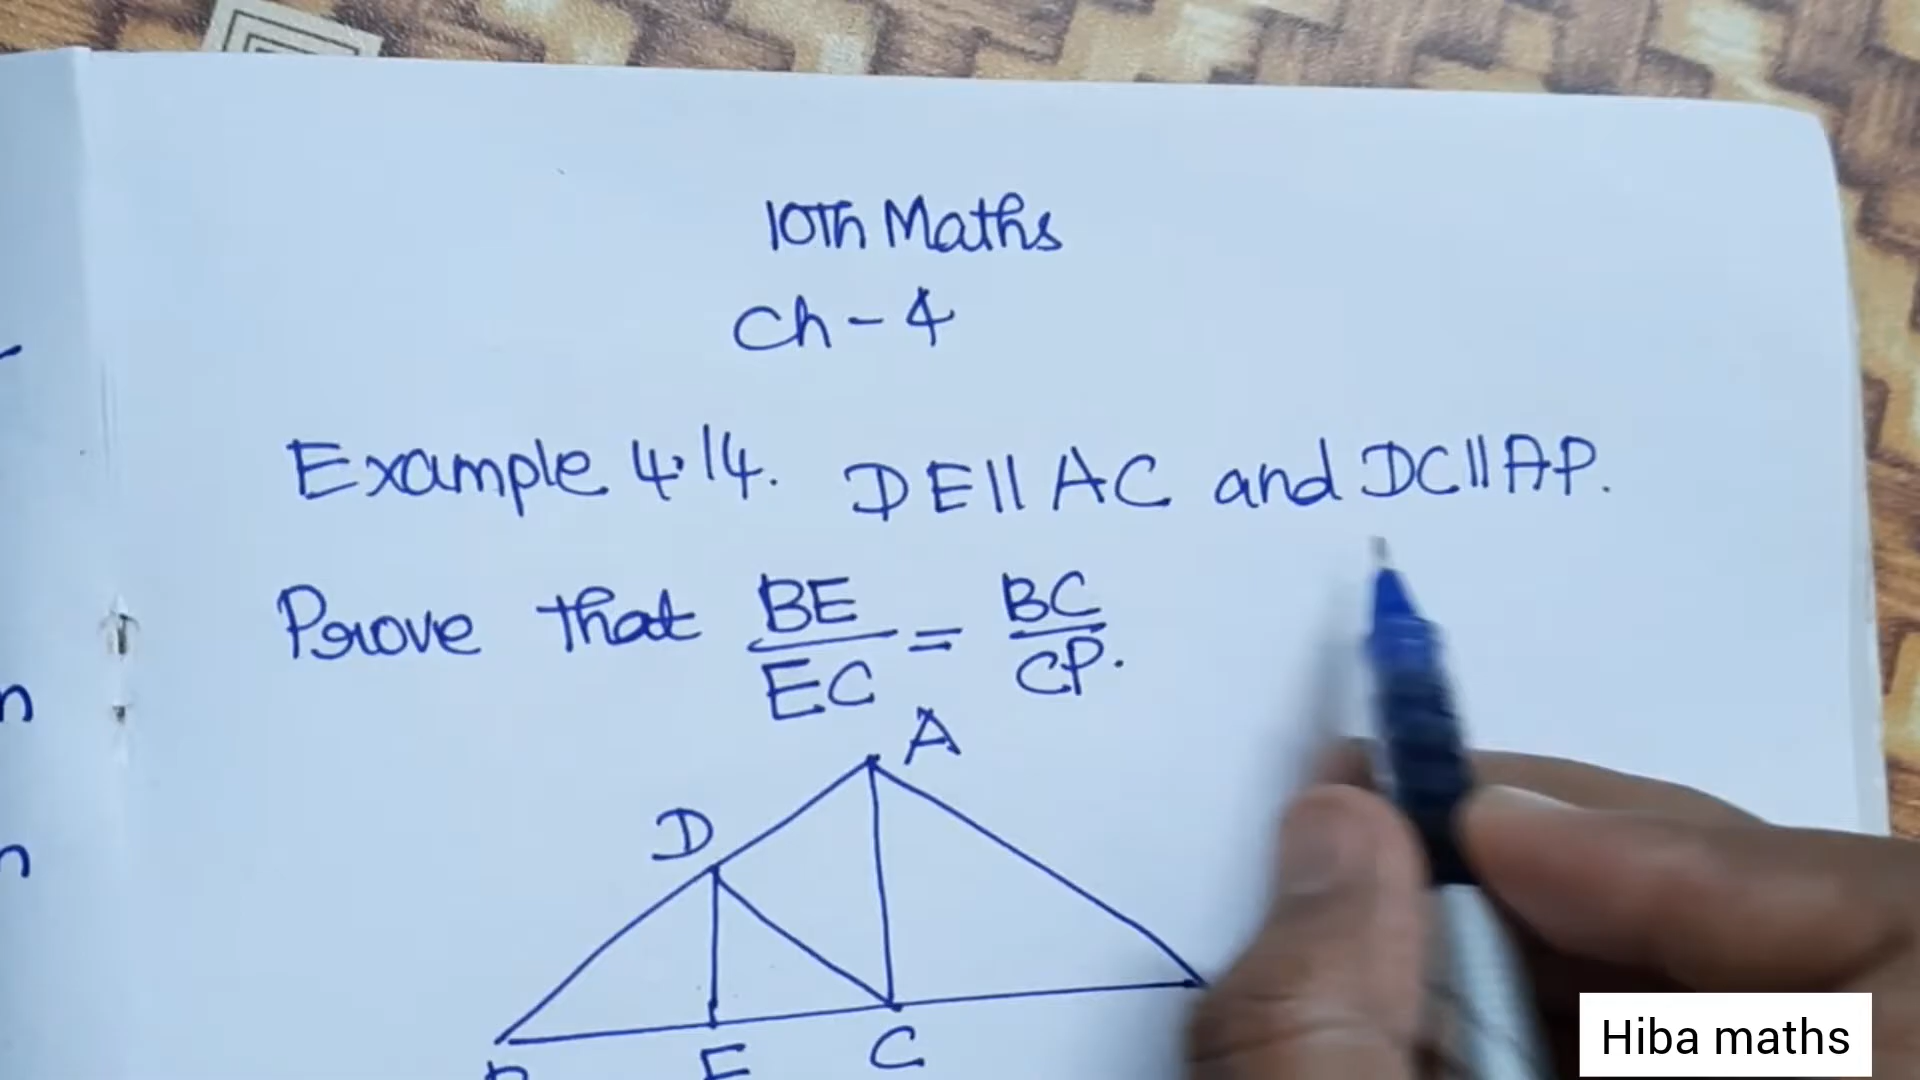 10Th Maths
Ch - 4
Example 4.14. DE || AC and DC || AP.
Prove that BE/EC = BC/CP.
A
D
C
n
n
Hiba maths